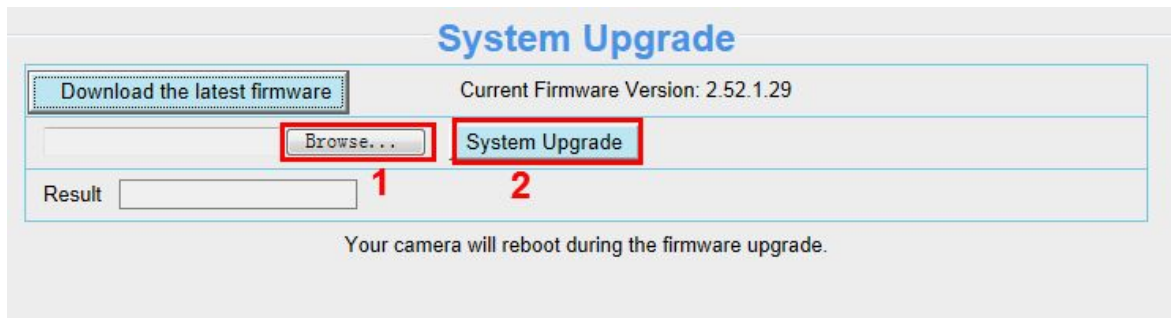 System Upgrade
Download the latest firmware
Current Firmware Version: 2.52.1.29
Browse...
System Upgrade
1
2
Result
Your camera will reboot during the firmware upgrade.